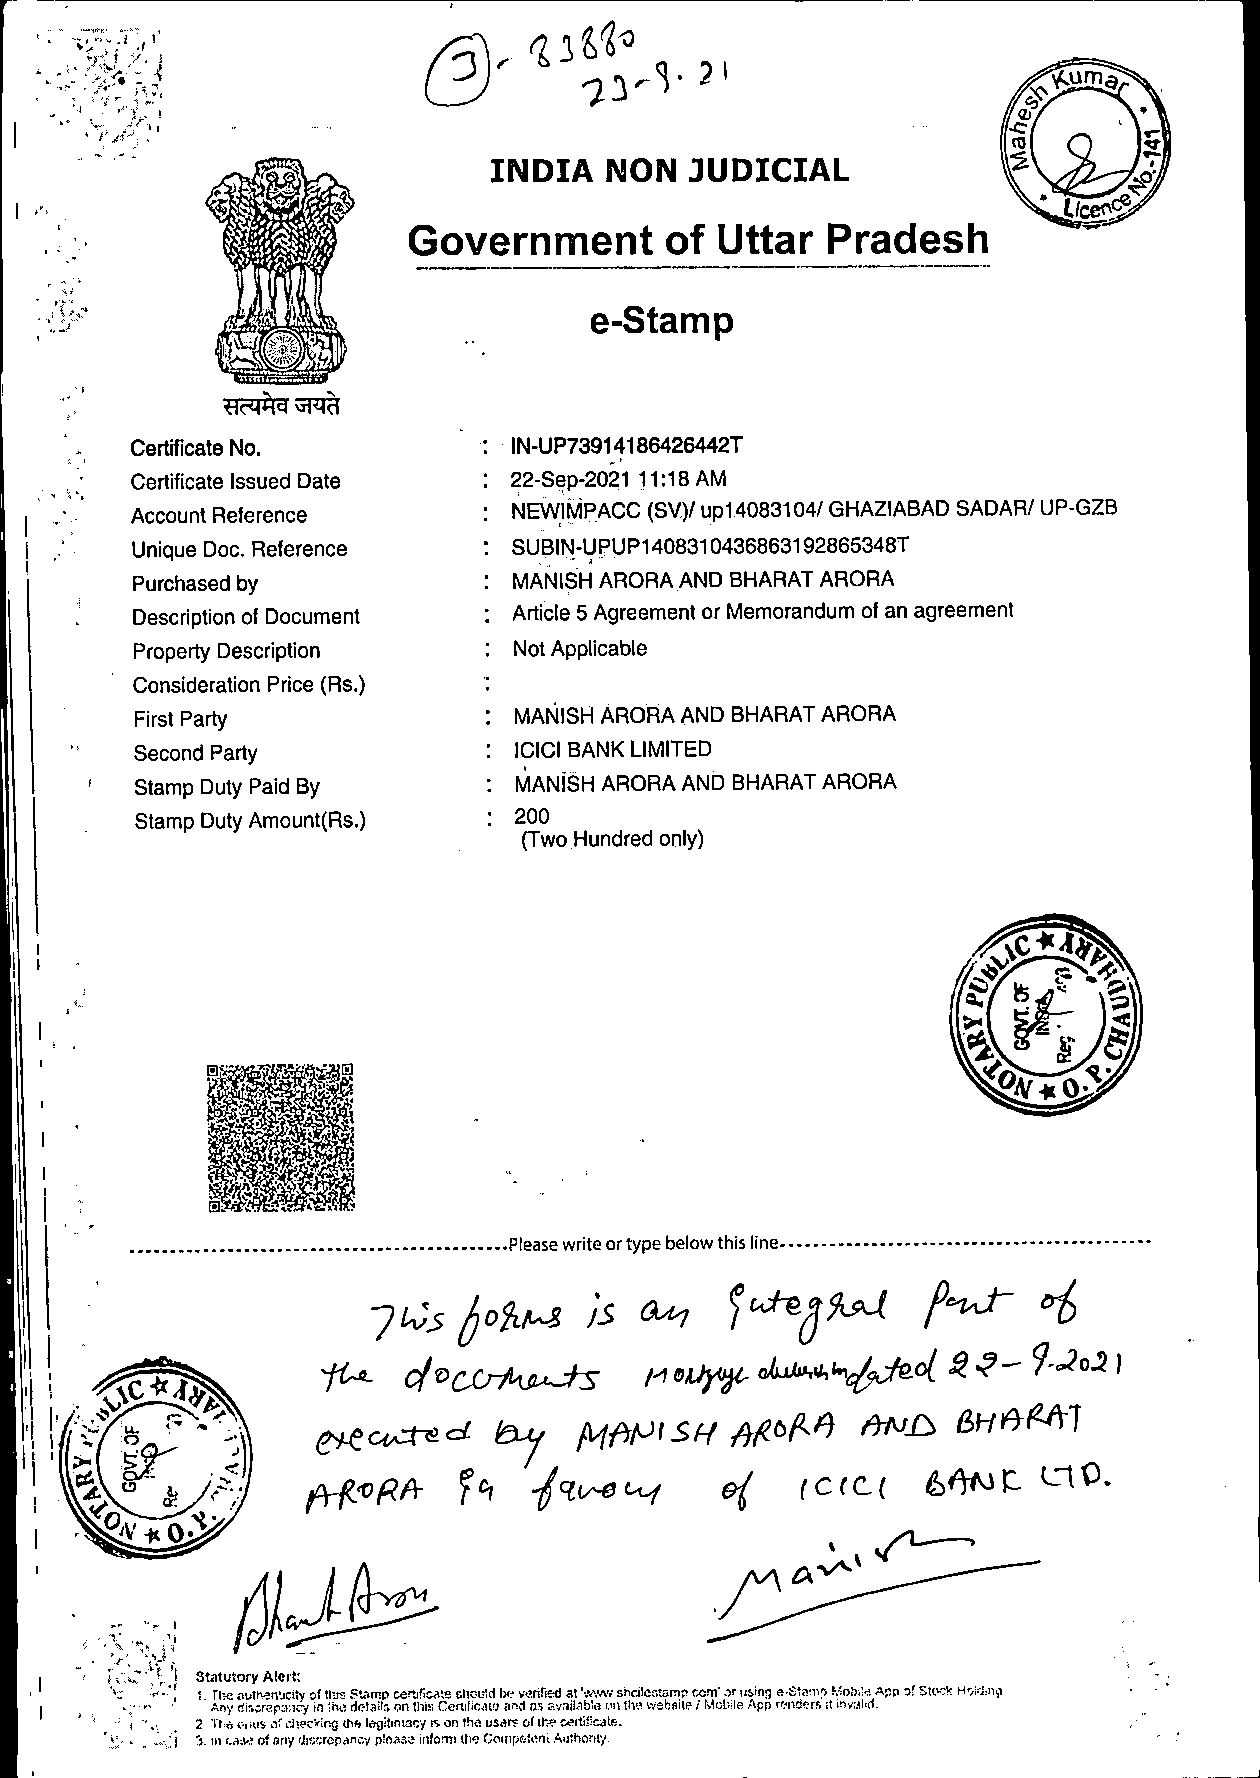 3 - 83880
23-9-21
Mahesh Kumar
Licence No.-141
INDIA NON JUDICIAL
Government of Uttar Pradesh
e-Stamp
सत्यमेव जयते
Certificate No. : IN-UP73914186426442T
Certificate Issued Date : 22-Sep-2021 11:18 AM
Account Reference : NEWIMPACC (SV)/ up14083104/ GHAZIABAD SADAR/ UP-GZB
Unique Doc. Reference : SUBIN-UPUP1408310436863192865348T
Purchased by : MANISH ARORA AND BHARAT ARORA
Description of Document : Article 5 Agreement or Memorandum of an agreement
Property Description : Not Applicable
Consideration Price (Rs.) :
First Party : MANISH ARORA AND BHARAT ARORA
Second Party : ICICI BANK LIMITED
Stamp Duty Paid By : MANISH ARORA AND BHARAT ARORA
Stamp Duty Amount(Rs.) : 200
(Two Hundred only)
NOTARY PUBLIC ★ O. P. CHAUDHARY ★
GOVT. OF
INDIA
Reg
Please write or type below this line
This forms is an integral Part of
the documents Mortgage dated 22-9-2021
executed by MANISH ARORA AND BHARAT
ARORA in favour of ICICI BANK LTD.
NOTARY PUBLIC ★ O. P.
GOVT. OF
Bharat Arora
Manish
Statutory Alert:
1. The authenticity of this Stamp certificate should be verified at 'www.shcilestamp.com' or using e-Stamp Mobile App of Stock Holding
Any discrepancy in the details on this Certificate and as available on the website / Mobile App renders it invalid.
2. The onus of checking the legitimacy is on the users of the certificate.
3. In case of any discrepancy please inform the Competent Authority.